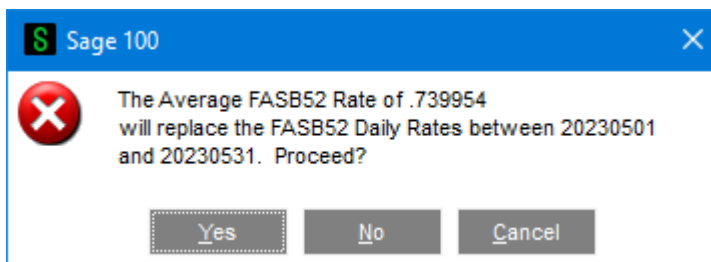 S Sage 100
The Average FASB52 Rate of .739954
will replace the FASB52 Daily Rates between 20230501
and 20230531.  Proceed?
Yes No Cancel